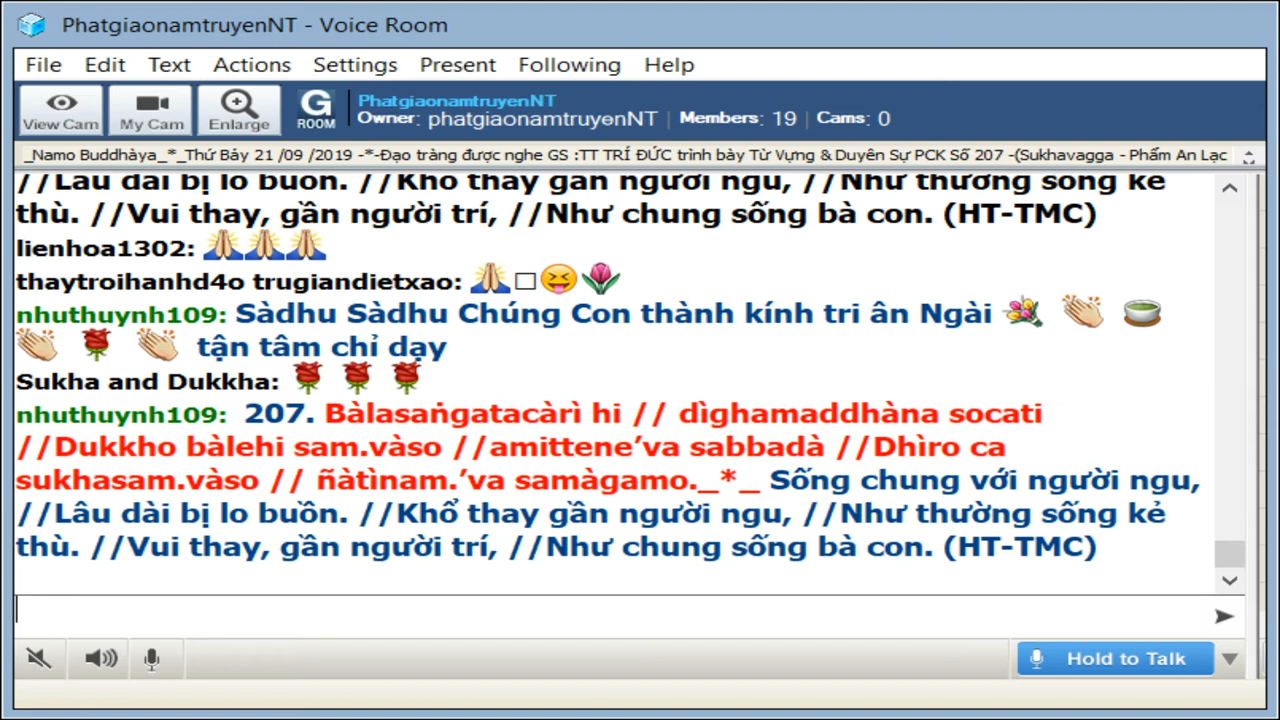 PhatgiaonamtruyenNT - Voice Room
File Edit Text Actions Settings Present Following Help
View Cam My Cam Enlarge G ROOM
PhatgiaonamtruyenNT
Owner: phatgiaonamtruyenNT | Members: 19 | Cams: 0
_Namo Buddhàya_*_Thứ Bảy 21 /09 /2019 -*-Đạo tràng được nghe GS :TT TRÍ ĐỨC trình bày Từ Vựng & Duyên Sự PCK Số 207 -(Sukhavagga - Phẩm An Lạc
//Lâu dài bị lo buồn. //Khổ thay gần người ngu, //Như thường sống kẻ
thù. //Vui thay, gần người trí, //Như chung sống bà con. (HT-TMC)
lienhoa1302: 🙏🙏🙏
thaytroihanhd4o trugiandietxao: 🙏□😝🌷
nhuthuynh109: Sàdhu Sàdhu Chúng Con thành kính tri ân Ngài 💐 👏 🍵
👏 🌹 👏 tận tâm chỉ dạy
Sukha and Dukkha: 🌹 🌹 🌹
nhuthuynh109: 207. Bàlasaṅgatacàrì hi // dìghamaddhàna socati
//Dukkho bàlehi sam.vàso //amittene’va sabbadà //Dhìro ca
sukhasam.vàso // ñàtìnam.’va samàgamo._*_ Sống chung với người ngu,
//Lâu dài bị lo buồn. //Khổ thay gần người ngu, //Như thường sống kẻ
thù. //Vui thay, gần người trí, //Như chung sống bà con. (HT-TMC)
Hold to Talk